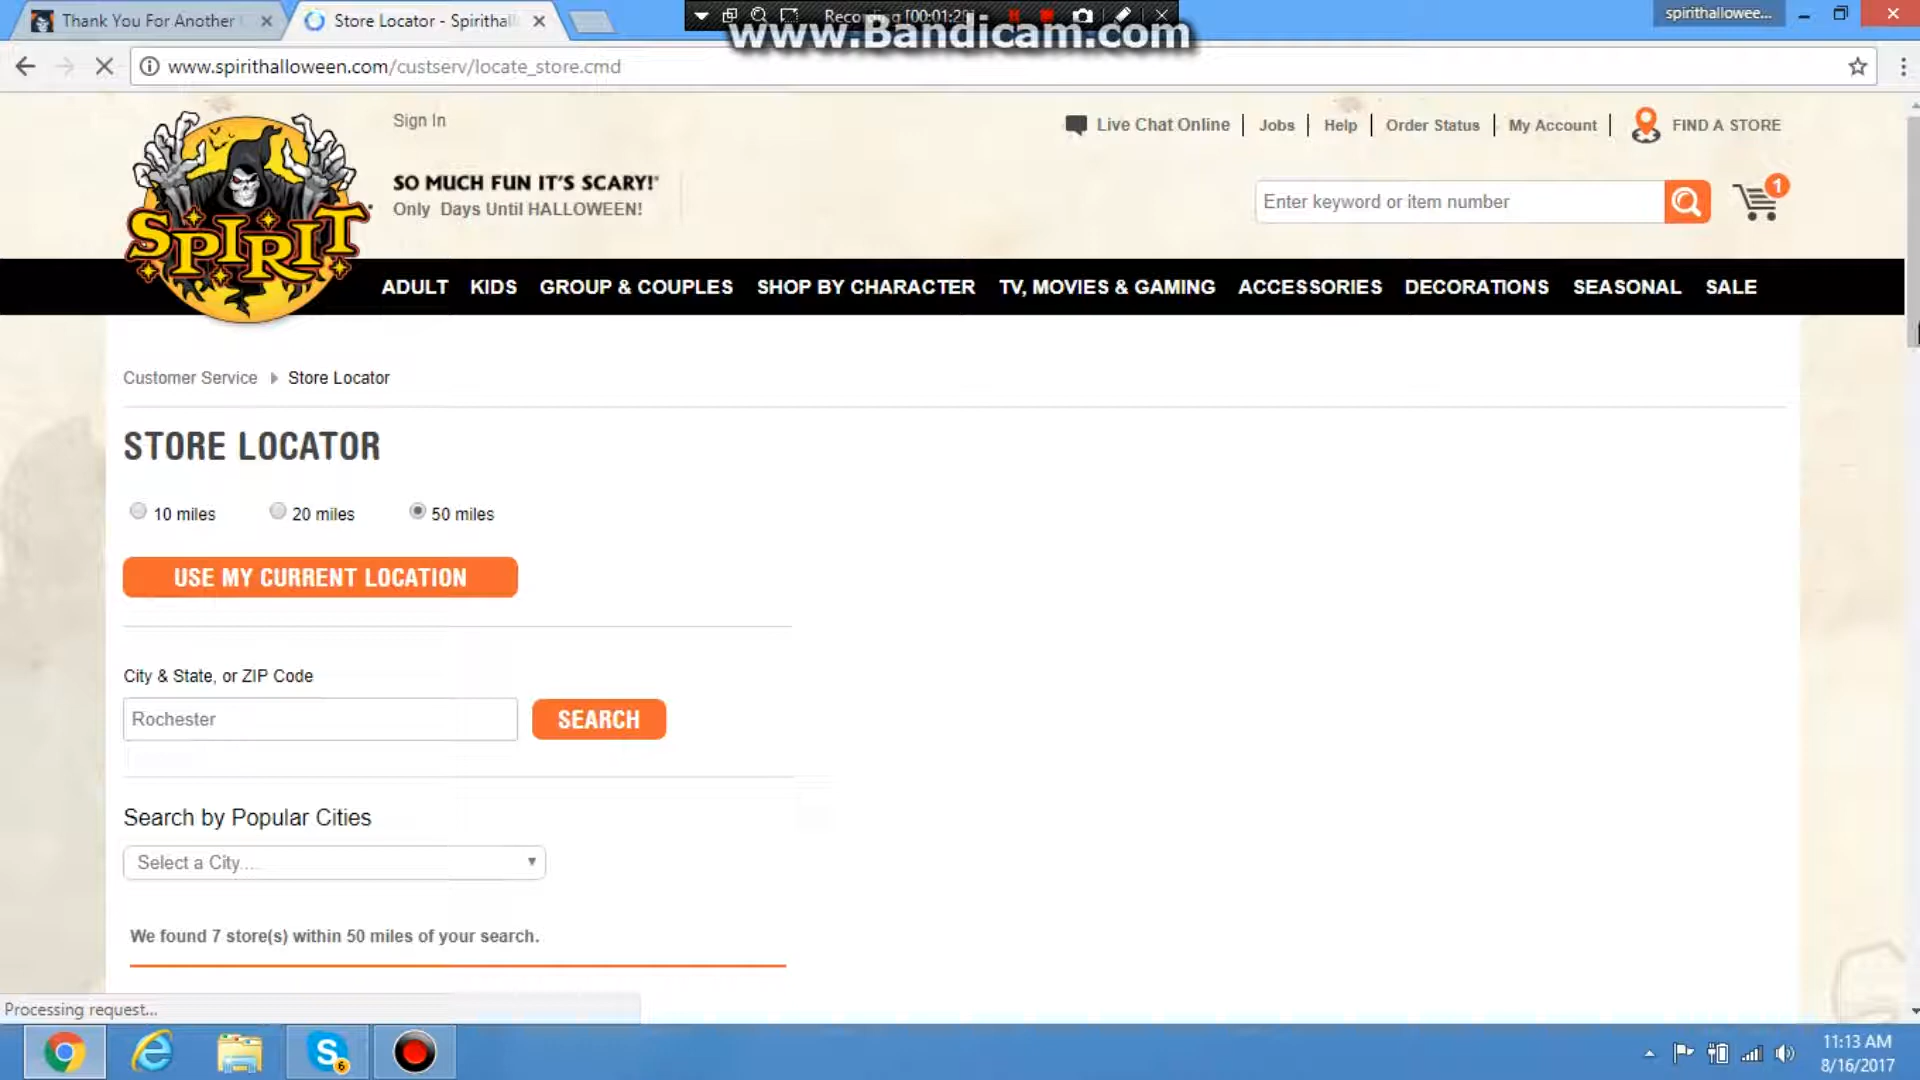 Thank You For Another
Store Locator - Spirithall
Recording [00:01:2
spirithallowee...
www.Bandicam.com
www.spirithalloween.com/custserv/locate_store.cmd
Sign In
Live Chat Online
Jobs
Help
Order Status
My Account
FIND A STORE
SPIRIT
SO MUCH FUN IT'S SCARY!
Only Days Until HALLOWEEN!
Enter keyword or item number
1
ADULT KIDS GROUP & COUPLES SHOP BY CHARACTER TV, MOVIES & GAMING ACCESSORIES DECORATIONS SEASONAL SALE
Customer Service Store Locator
STORE LOCATOR
10 miles 20 miles 50 miles
USE MY CURRENT LOCATION
City & State, or ZIP Code
Rochester
SEARCH
Search by Popular Cities
Select a City....
We found 7 store(s) within 50 miles of your search.
Processing request...
S
6
11:13 AM
8/16/2017